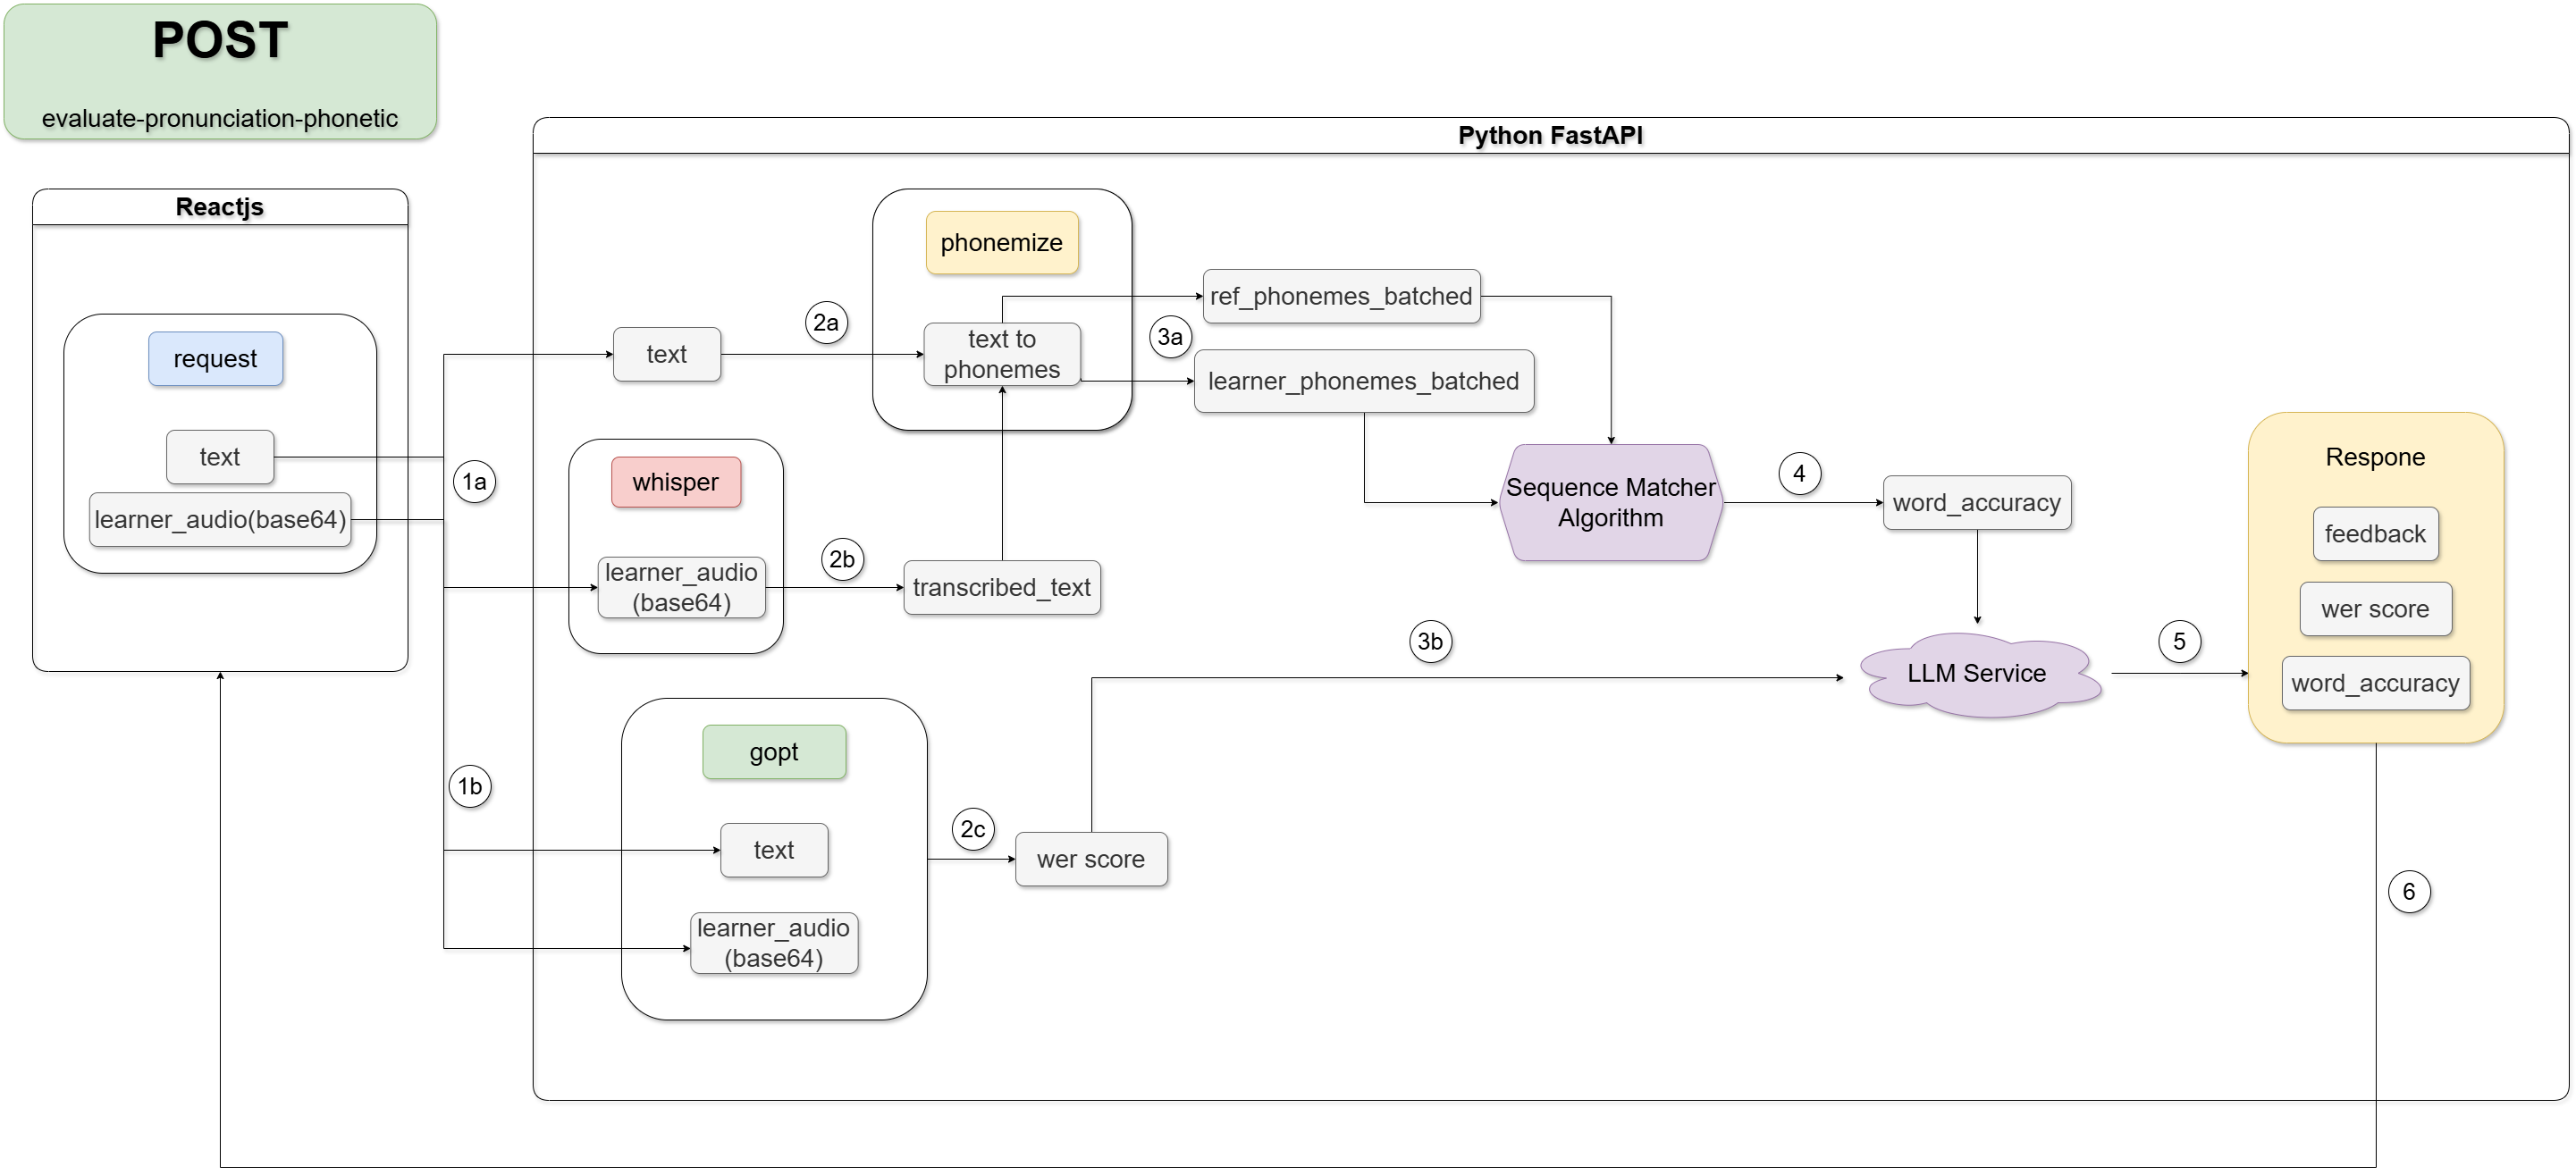 POST
evaluate-pronunciation-phonetic
Python FastAPI
Reactjs
request
text
learner_audio(base64)
1a
1b
text
2a
phonemize
text to
phonemes
3a
ref_phonemes_batched
learner_phonemes_batched
whisper
learner_audio
(base64)
2b
transcribed_text
Sequence Matcher
Algorithm
4
word_accuracy
3b
LLM Service
5
gopt
text
learner_audio
(base64)
2c
wer score
Respone
feedback
wer score
word_accuracy
6